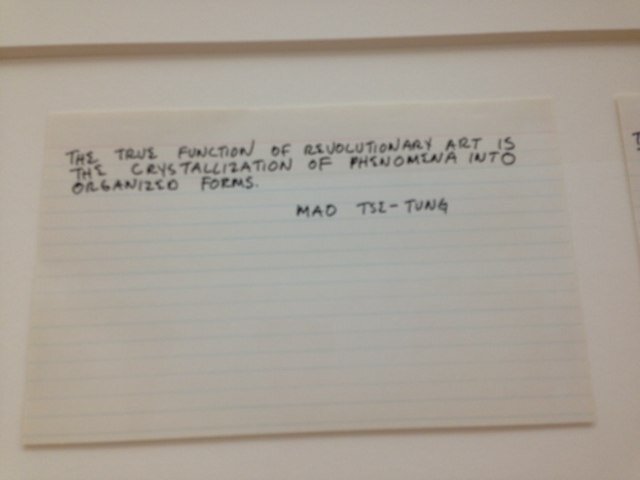 THE TRUE FUNCTION OF REVOLUTIONARY ART IS
THE CRYSTALLIZATION OF PHENOMENA INTO
ORGANIZED FORMS.
MAO TSE-TUNG